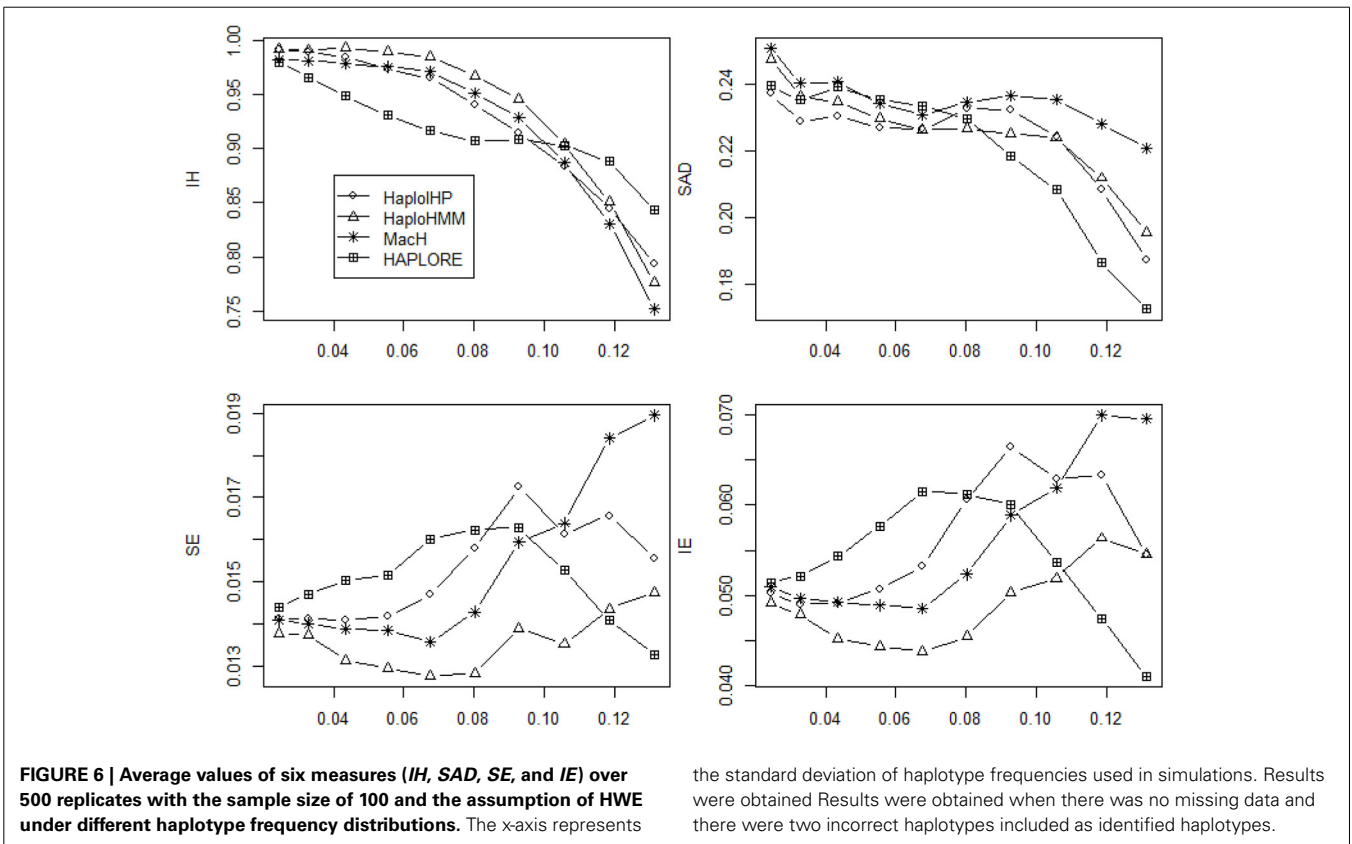 1.00
0.95
0.90
0.85
0.80
0.75
IH
HaploIHP
HaploHMM
MacH
HAPLORE
0.04 0.06 0.08 0.10 0.12
0.24
0.22
0.20
0.18
SAD
0.04 0.06 0.08 0.10 0.12
0.019
0.017
0.015
0.013
SE
0.04 0.06 0.08 0.10 0.12
0.070
0.060
0.050
0.040
IE
0.04 0.06 0.08 0.10 0.12
FIGURE 6 | Average values of six measures (IH, SAD, SE, and IE) over
500 replicates with the sample size of 100 and the assumption of HWE
under different haplotype frequency distributions. The x-axis represents
the standard deviation of haplotype frequencies used in simulations. Results
were obtained Results were obtained when there was no missing data and
there were two incorrect haplotypes included as identified haplotypes.